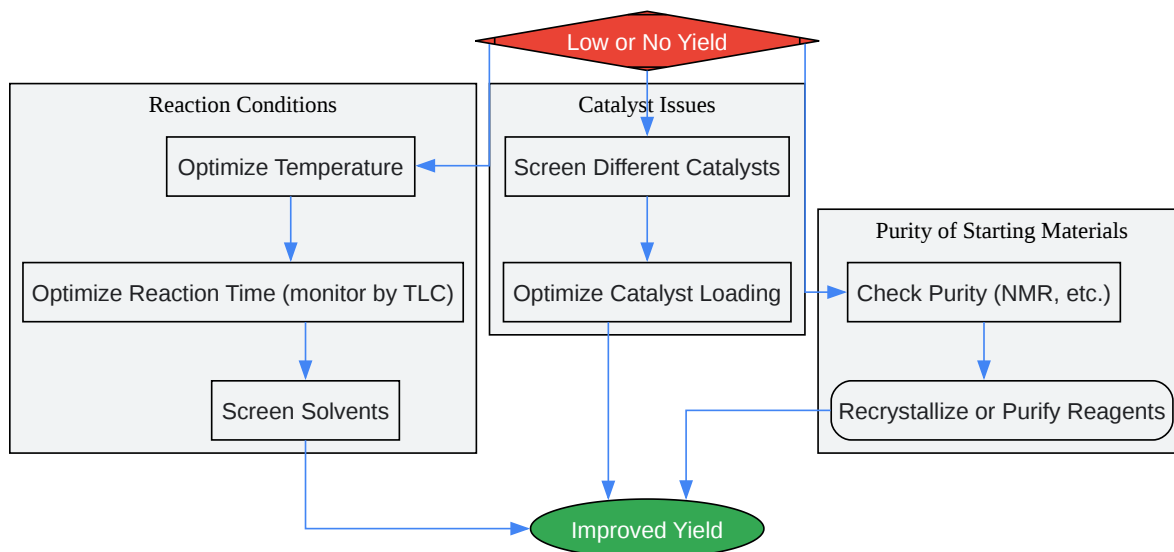 Low or No Yield
Reaction Conditions
Optimize Temperature
Optimize Reaction Time (monitor by TLC)
Screen Solvents
Catalyst Issues
Screen Different Catalysts
Optimize Catalyst Loading
Purity of Starting Materials
Check Purity (NMR, etc.)
Recrystallize or Purify Reagents
Improved Yield